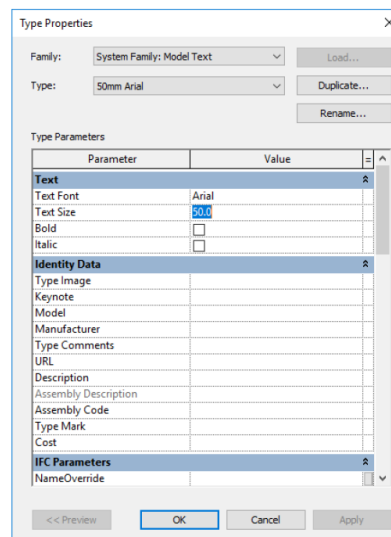 Type Properties
Family: System Family: Model Text Load...
Type: 50mm Arial Duplicate...
Rename...
Type Parameters
Parameter Value =
Text
Text Font Arial
Text Size 50.0
Bold
Italic
Identity Data
Type Image
Keynote
Model
Manufacturer
Type Comments
URL
Description
Assembly Description
Assembly Code
Type Mark
Cost
IFC Parameters
NameOverride
<< Preview OK Cancel Apply